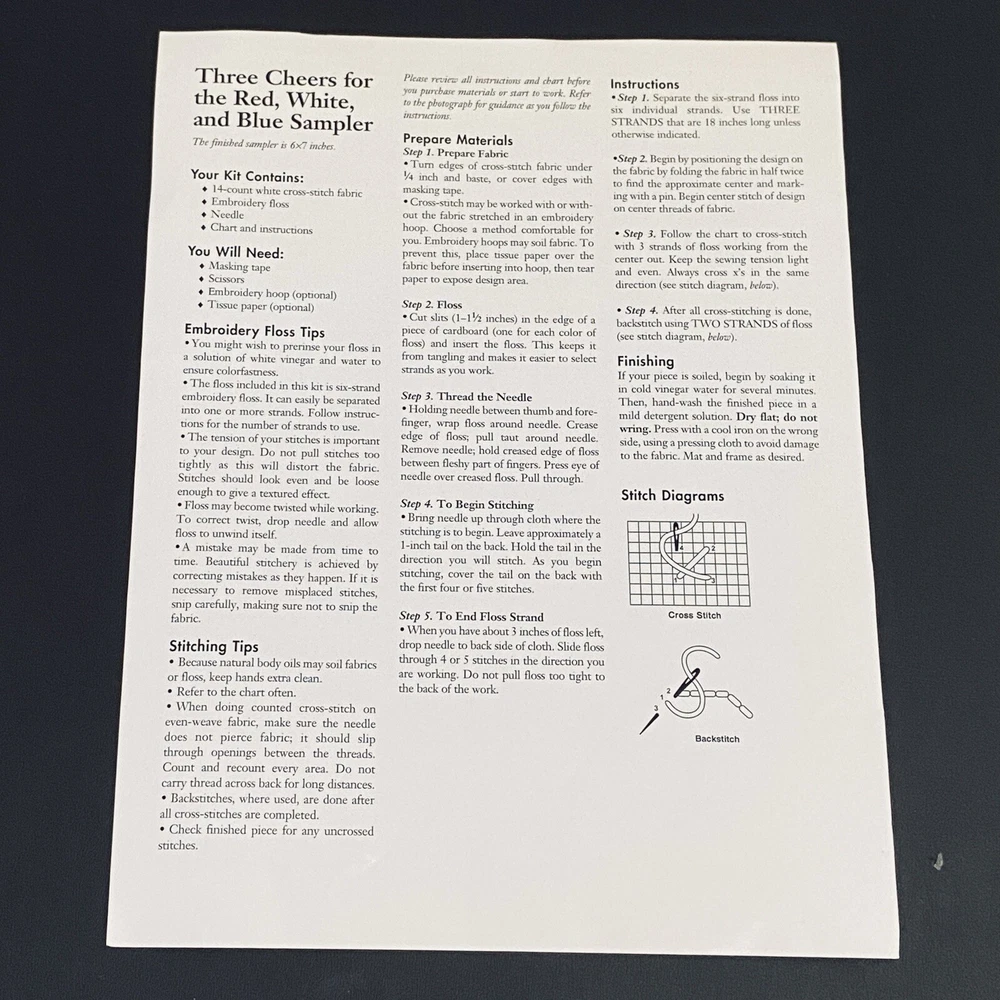 Three Cheers for
the Red, White,
and Blue Sampler
The finished sampler is 6×7 inches.
Your Kit Contains:
♦ 14-count white cross-stitch fabric
♦ Embroidery floss
♦ Needle
♦ Chart and instructions
You Will Need:
♦ Masking tape
♦ Scissors
♦ Embroidery hoop (optional)
♦ Tissue paper (optional)
Embroidery Floss Tips
• You might wish to prerinse your floss in
a solution of white vinegar and water to
ensure colorfastness.
• The floss included in this kit is six-strand
embroidery floss. It can easily be separated
into one or more strands. Follow instruc-
tions for the number of strands to use.
• The tension of your stitches is important
to your design. Do not pull stitches too
tightly as this will distort the fabric.
Stitches should look even and be loose
enough to give a textured effect.
• Floss may become twisted while working.
To correct twist, drop needle and allow
floss to unwind itself.
• A mistake may be made from time to
time. Beautiful stitchery is achieved by
correcting mistakes as they happen. If it is
necessary to remove misplaced stitches,
snip carefully, making sure not to snip the
fabric.
Stitching Tips
• Because natural body oils may soil fabrics
or floss, keep hands extra clean.
• Refer to the chart often.
• When doing counted cross-stitch on
even-weave fabric, make sure the needle
does not pierce fabric; it should slip
through openings between the threads.
Count and recount every area. Do not
carry thread across back for long distances.
• Backstitches, where used, are done after
all cross-stitches are completed.
• Check finished piece for any uncrossed
stitches.
Please review all instructions and chart before
you purchase materials or start to work. Refer
to the photograph for guidance as you follow the
instructions.
Prepare Materials
Step 1. Prepare Fabric
• Turn edges of cross-stitch fabric under
¼ inch and baste, or cover edges with
masking tape.
• Cross-stitch may be worked with or with-
out the fabric stretched in an embroidery
hoop. Choose a method comfortable for
you. Embroidery hoops may soil fabric. To
prevent this, place tissue paper over the
fabric before inserting into hoop, then tear
paper to expose design area.
Step 2. Floss
• Cut slits (1–1½ inches) in the edge of a
piece of cardboard (one for each color of
floss) and insert the floss. This keeps it
from tangling and makes it easier to select
strands as you work.
Step 3. Thread the Needle
• Holding needle between thumb and fore-
finger, wrap floss around needle. Crease
edge of floss; pull taut around needle.
Remove needle; hold creased edge of floss
between fleshy part of fingers. Press eye of
needle over creased floss. Pull through.
Step 4. To Begin Stitching
• Bring needle up through cloth where the
stitching is to begin. Leave approximately a
1-inch tail on the back. Hold the tail in the
direction you will stitch. As you begin
stitching, cover the tail on the back with
the first four or five stitches.
Step 5. To End Floss Strand
• When you have about 3 inches of floss left,
drop needle to back side of cloth. Slide floss
through 4 or 5 stitches in the direction you
are working. Do not pull floss too tight to
the back of the work.
Instructions
• Step 1. Separate the six-strand floss into
six individual strands. Use THREE
STRANDS that are 18 inches long unless
otherwise indicated.
•Step 2. Begin by positioning the design on
the fabric by folding the fabric in half twice
to find the approximate center and mark-
ing with a pin. Begin center stitch of design
on center threads of fabric.
• Step 3. Follow the chart to cross-stitch
with 3 strands of floss working from the
center out. Keep the sewing tension light
and even. Always cross x's in the same
direction (see stitch diagram, below).
• Step 4. After all cross-stitching is done,
backstitch using TWO STRANDS of floss
(see stitch diagram, below).
Finishing
If your piece is soiled, begin by soaking it
in cold vinegar water for several minutes.
Then, hand-wash the finished piece in a
mild detergent solution. Dry flat; do not
wring. Press with a cool iron on the wrong
side, using a pressing cloth to avoid damage
to the fabric. Mat and frame as desired.
Stitch Diagrams
4 2
1 3
Cross Stitch
1 2
3
Backstitch